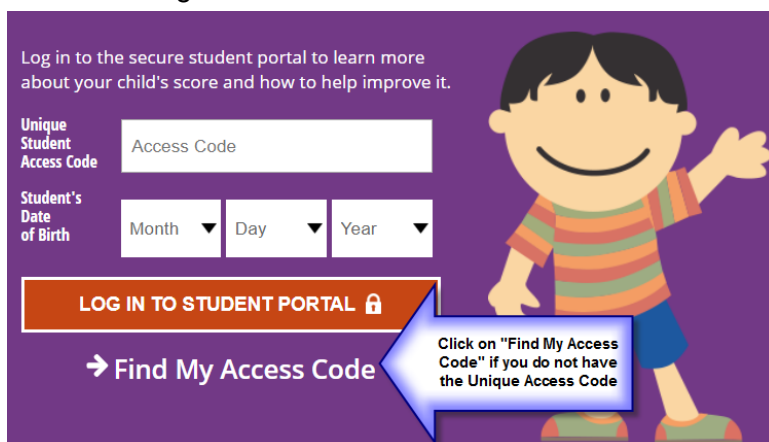 Log in to the secure student portal to learn more
about your child's score and how to help improve it.
Unique
Student
Access Code
Access Code
Student's
Date
of Birth
Month
Day
Year
LOG IN TO STUDENT PORTAL
Find My Access Code
Click on "Find My Access
Code" if you do not have
the Unique Access Code